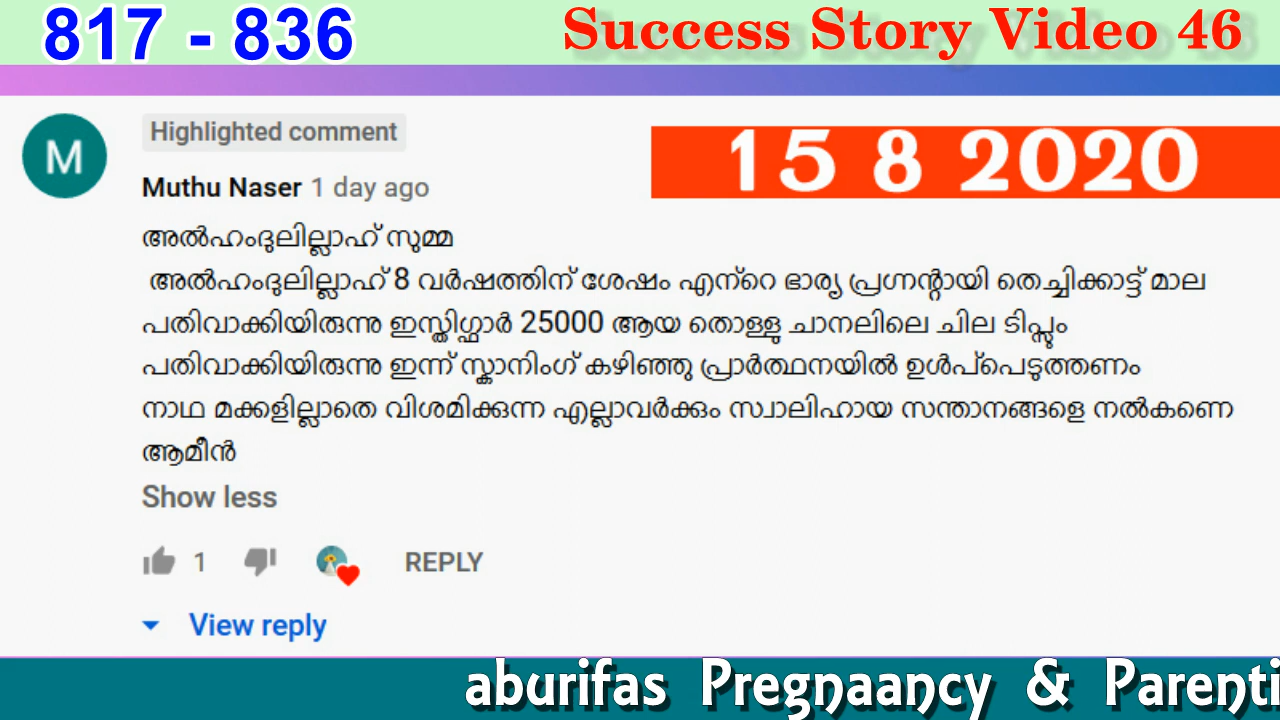 817 - 836
Success Story Video 46
Highlighted comment
15 8 2020
M
Muthu Naser 1 day ago
അൽഹംദുലില്ലാഹ് സുമ്മ
അൽഹംദുലില്ലാഹ് 8 വർഷത്തിന് ശേഷം എന്റെ ഭാര്യ പ്രഗ്നന്റായി തെച്ചിക്കാട്ട് മാല
പതിവാക്കിയിരുന്നു ഇസ്തിഗ്ഫാർ 25000 ആയ തൊള്ളു ചാനലിലെ ചില ടിപ്സും
പതിവാക്കിയിരുന്നു ഇന്ന് സ്കാനിംഗ് കഴിഞ്ഞു പ്രാർത്ഥനയിൽ ഉൾപ്പെടുത്തണം
നാഥ മക്കളില്ലാതെ വിശമിക്കുന്ന എല്ലാവർക്കും സ്വാലിഹായ സന്താനങ്ങളെ നൽകണെ
ആമീൻ
Show less
1
REPLY
View reply
aburifas Pregnaancy & Parenti